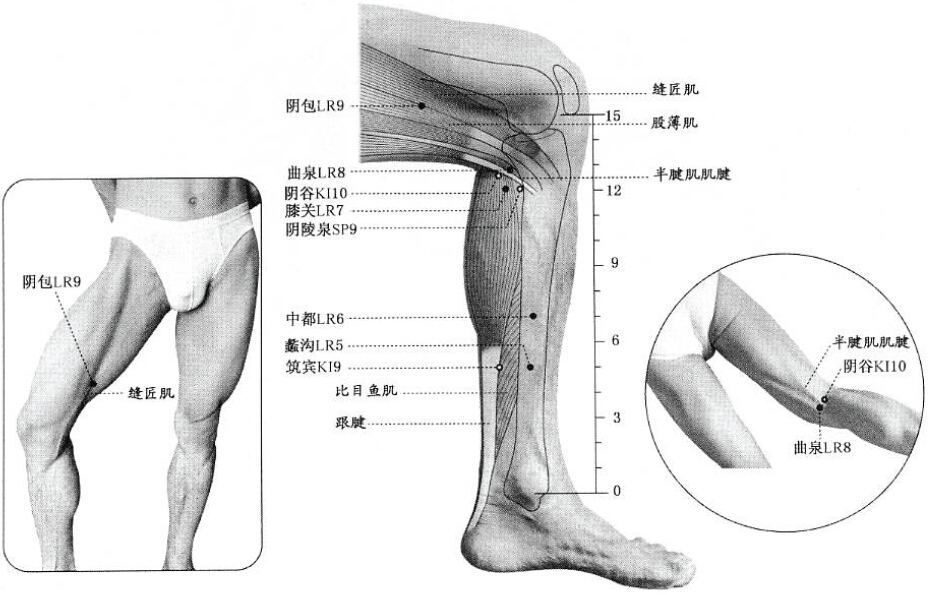 阴包LR9
缝匠肌
阴包LR9
曲泉LR8
阴谷KI10
膝关LR7
阴陵泉SP9
中都LR6
蠡沟LR5
筑宾KI9
比目鱼肌
跟腱
缝匠肌
股薄肌
半腱肌肌腱
15
12
9
6
3
0
半腱肌肌腱
阴谷KI10
曲泉LR8